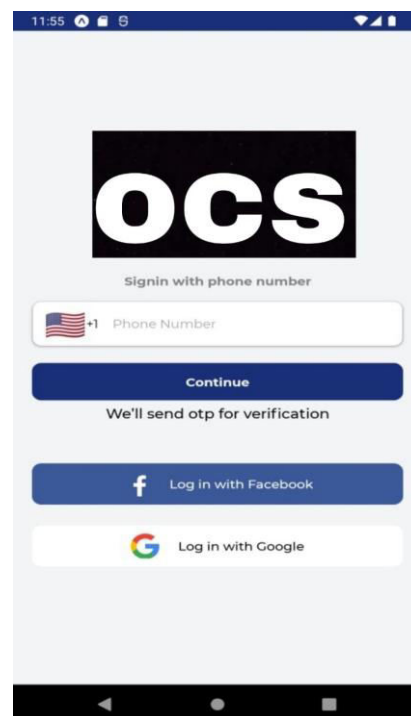 11:55
ocs
Signin with phone number
+1 Phone Number
Continue
We'll send otp for verification
f Log in with Facebook
G Log in with Google